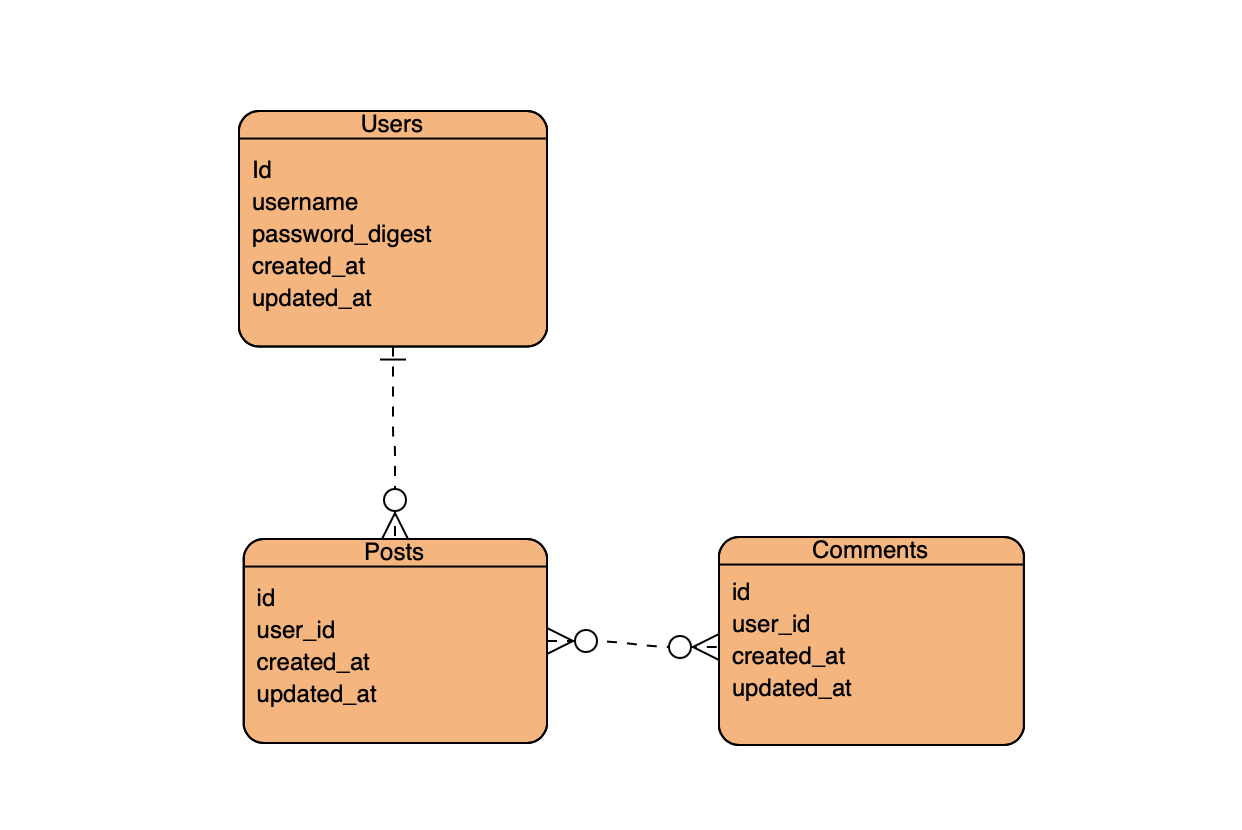 Users
Id
username
password_digest
created_at
updated_at
Posts
id
user_id
created_at
updated_at
Comments
id
user_id
created_at
updated_at